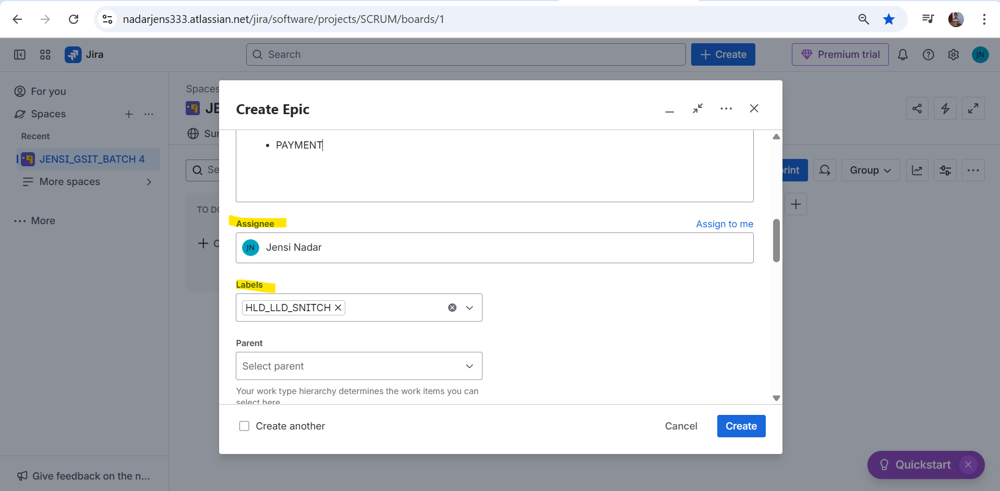 nadarjens333.atlassian.net/jira/software/projects/SCRUM/boards/1
Jira
Search
Create
Premium trial
JN
For you
Spaces
Recent
JENSI_GSIT_BATCH 4
More spaces
More
Give feedback on the n...
Spaces
JE
Sur
Se
rint
Group
TO DO
Create Epic
PAYMENT
Assignee
Assign to me
JN
Jensi Nadar
Labels
HLD_LLD_SNITCH
Parent
Select parent
Your work type hierarchy determines the work items you can
select here
Create another
Cancel
Create
Quickstart